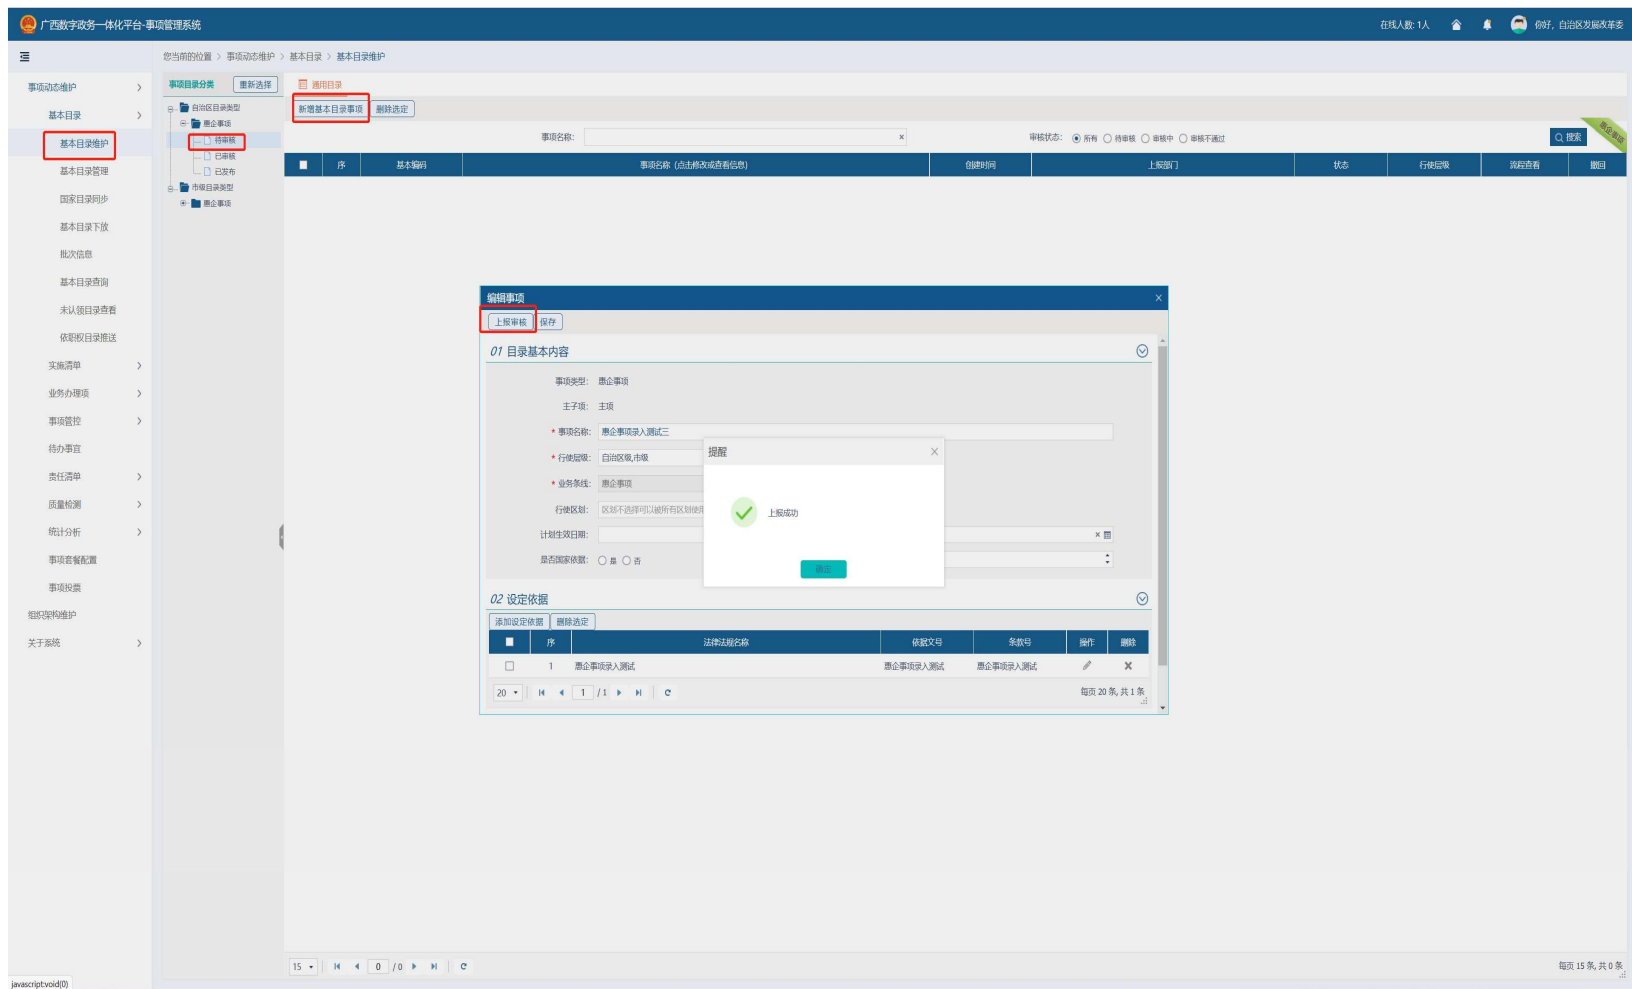 广西数字政务一体化平台-事项管理系统
在线人数: 1人
你好, 自治区发展改革委
您当前的位置 > 事项动态维护 > 基本目录 > 基本目录维护
事项动态维护
基本目录
基本目录维护
基本目录管理
国家目录同步
基本目录下放
批次信息
基本目录查询
未认领目录查看
依职权目录推送
实施清单
业务办理项
事项管控
待办事宜
责任清单
质量检测
统计分析
事项套餐配置
事项投票
组织架构维护
关于系统
事项目录分类 重新选择
自治区目录类型
惠企事项
待审核
已审核
已发布
市级目录类型
惠企事项
通用目录
新增基本目录事项 删除选定
事项名称:
审核状态: 所有 待审核 审核中 审核不通过
搜索
惠企事项
序 基本编码 事项名称 (点击修改或查看信息) 创建时间 上报部门 状态 行使层级 流程查看 撤回
编辑事项
上报审核 保存
01 目录基本内容
事项类型: 惠企事项
主子项: 主项
* 事项名称: 惠企事项录入测试三
* 行使层级: 自治区级,市级
* 业务条线: 惠企事项
行使区划: 区划不选择可以被所有区划使用
计划生效日期:
是否国家依据: 是 否
提醒
上报成功
确定
02 设定依据
添加设定依据 删除选定
序 法律法规名称 依据文号 条款号 操作 删除
1 惠企事项录入测试 惠企事项录入测试 惠企事项录入测试
20 1 / 1 每页 20 条, 共 1 条
15 0 / 0 每页 15 条, 共 0 条
javascript:void(0)